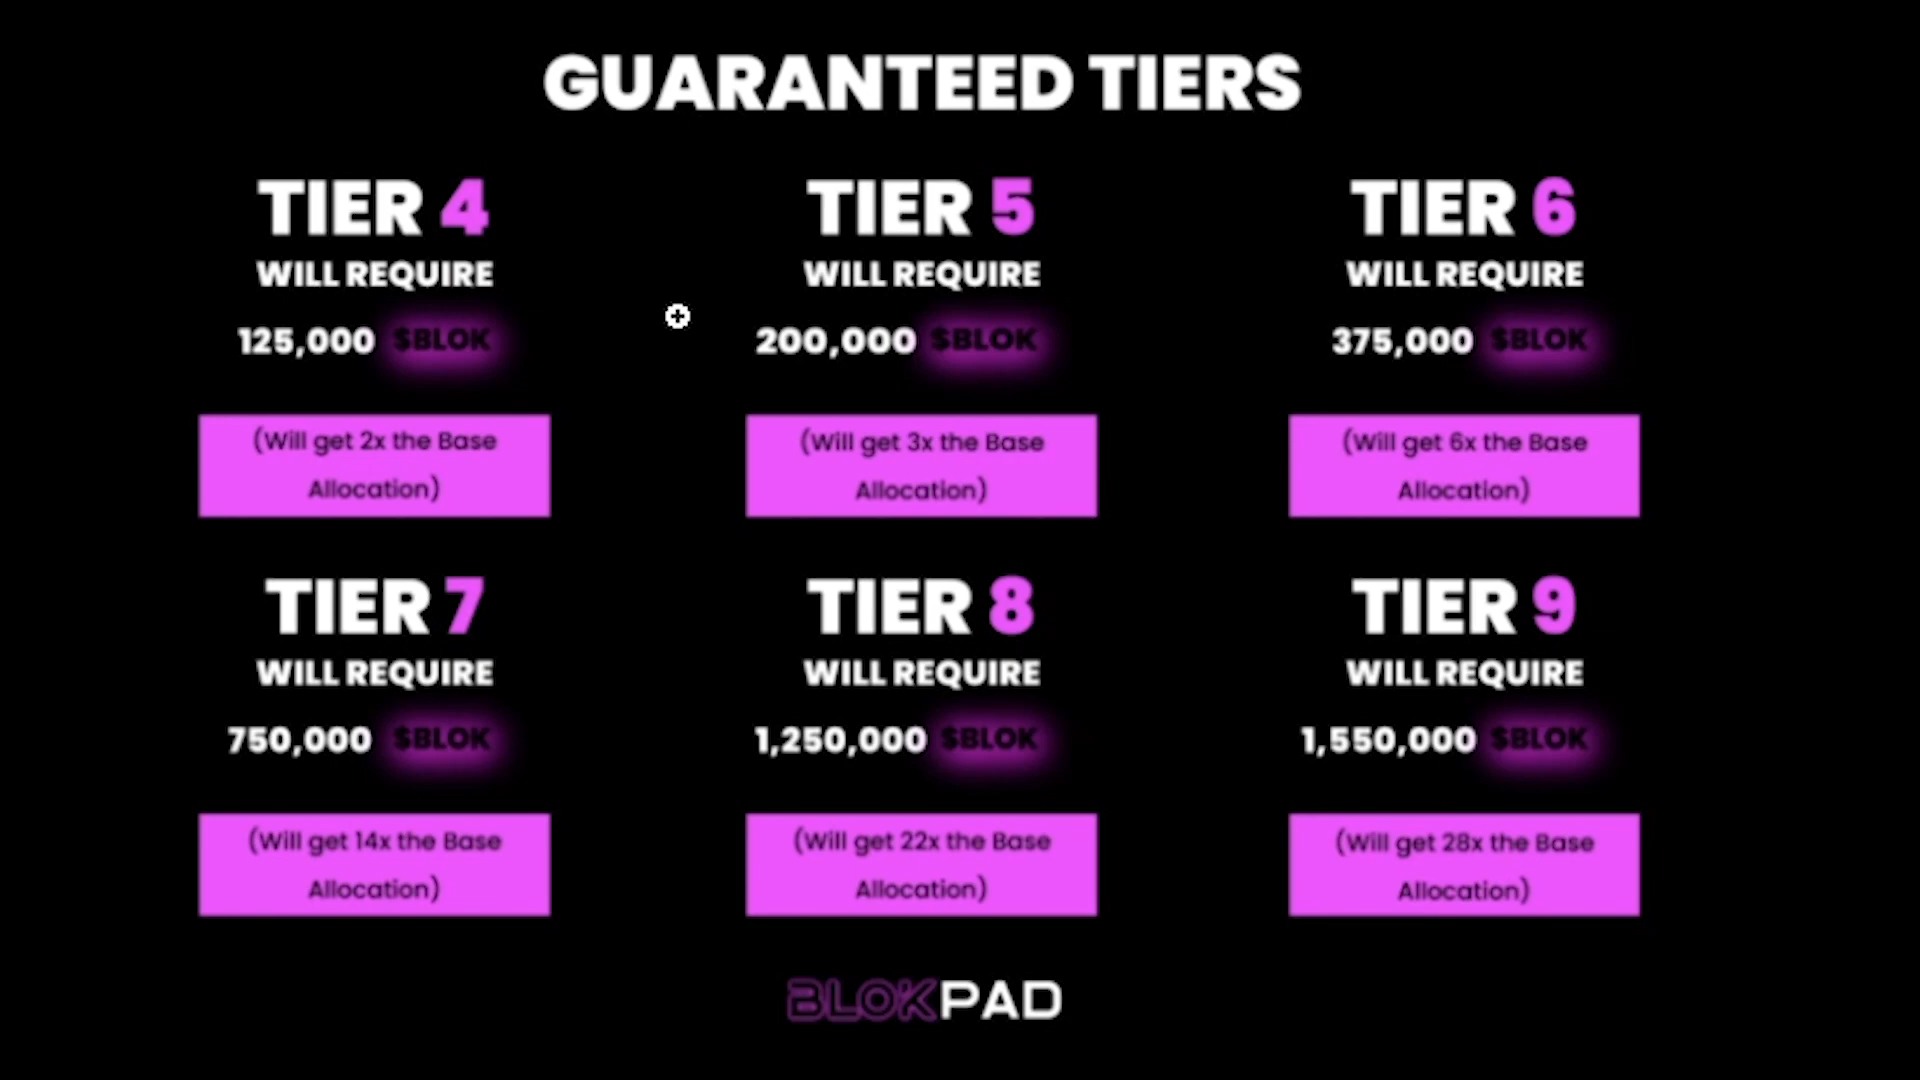 GUARANTEED TIERS
TIER 4
WILL REQUIRE
125,000 $BLOK
(Will get 2x the Base
Allocation)
TIER 5
WILL REQUIRE
200,000 $BLOK
(Will get 3x the Base
Allocation)
TIER 6
WILL REQUIRE
375,000 $BLOK
(Will get 6x the Base
Allocation)
TIER 7
WILL REQUIRE
750,000 $BLOK
(Will get 14x the Base
Allocation)
TIER 8
WILL REQUIRE
1,250,000 $BLOK
(Will get 22x the Base
Allocation)
TIER 9
WILL REQUIRE
1,550,000 $BLOK
(Will get 28x the Base
Allocation)
BLOKPAD